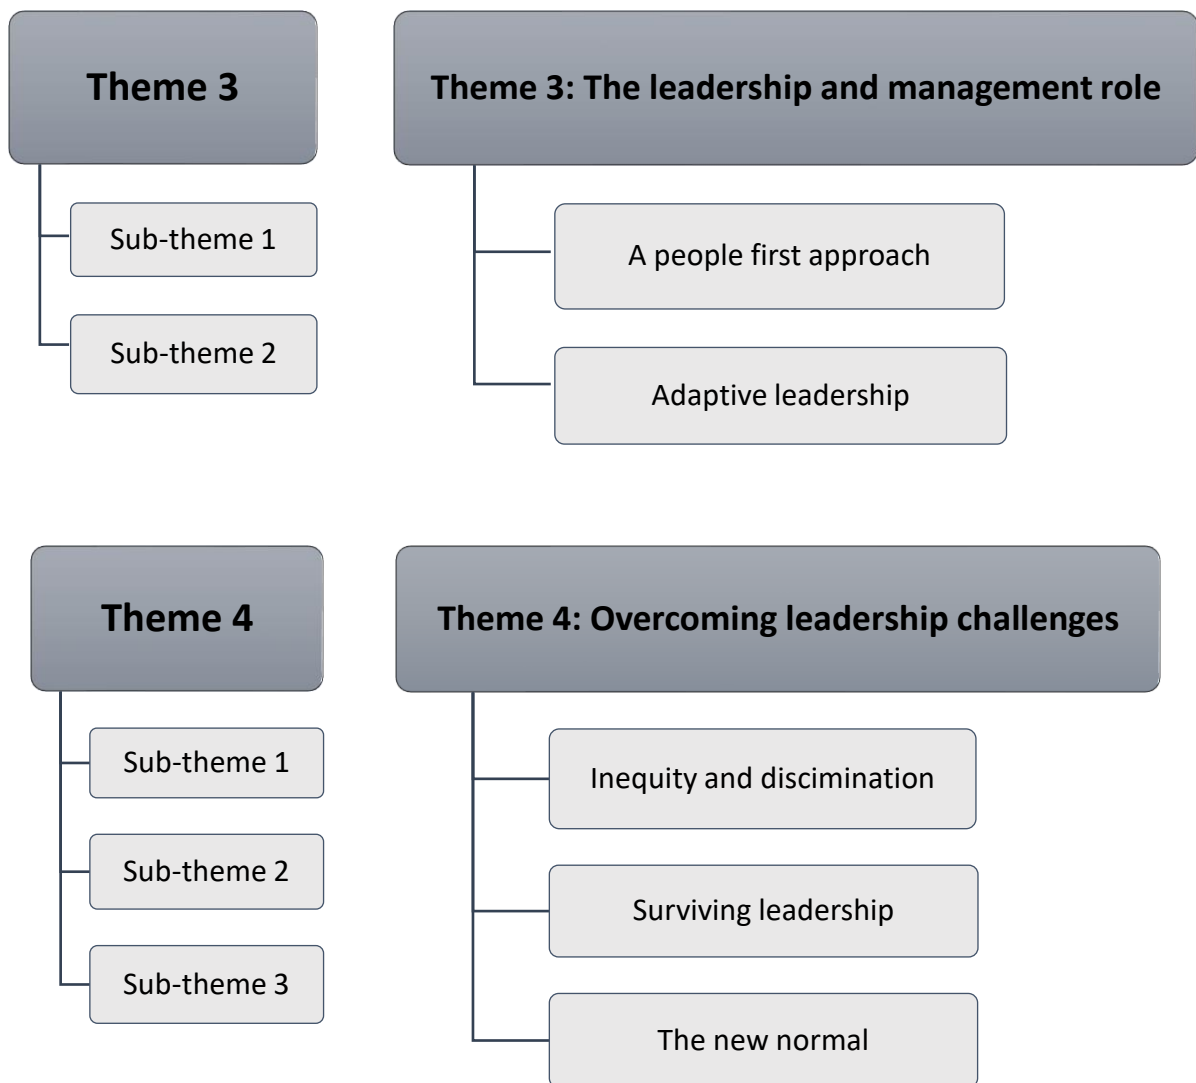 Theme 3
Sub-theme 1
Sub-theme 2
Theme 3: The leadership and management role
A people first approach
Adaptive leadership
Theme 4
Sub-theme 1
Sub-theme 2
Sub-theme 3
Theme 4: Overcoming leadership challenges
Inequity and discimination
Surviving leadership
The new normal